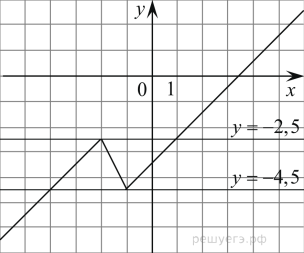 y
0 1 x
y = −2,5
y = −4,5
решуегэ.рф